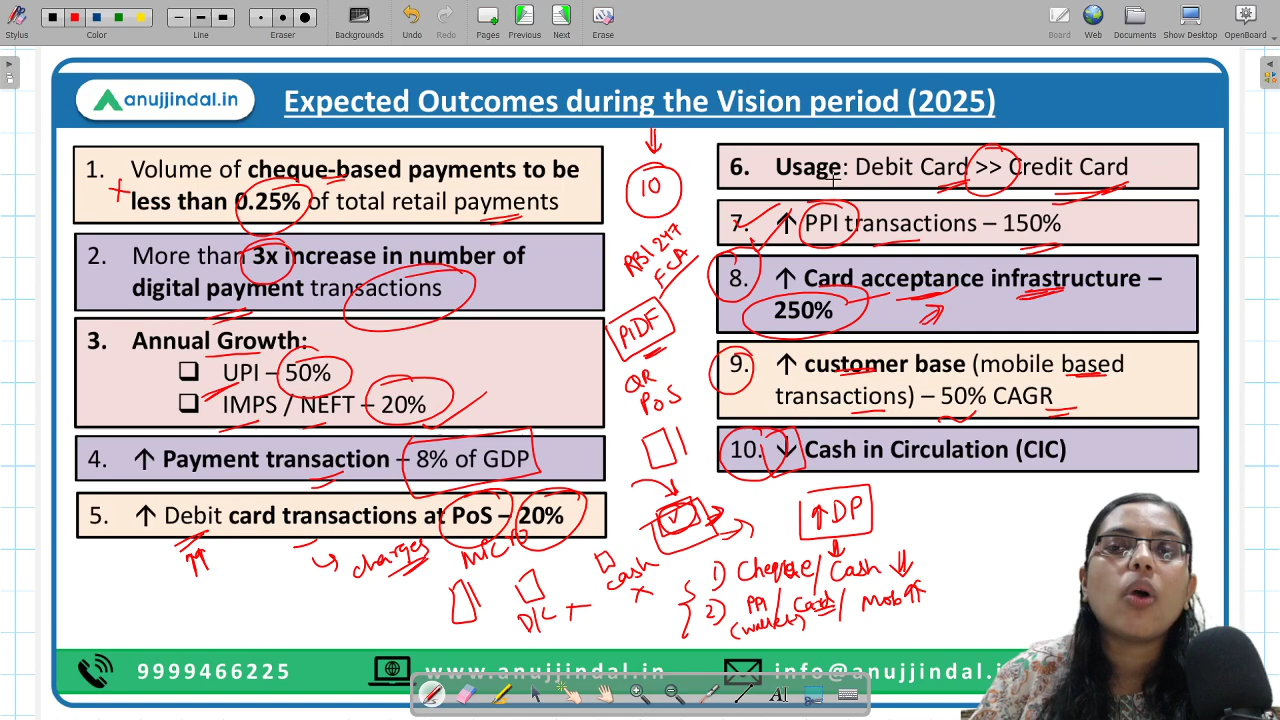 Stylus
Color
Line
Eraser
Backgrounds
Undo
Redo
Pages
Previous
Next
Erase
Board
Web
Documents
Show Desktop
OpenBoard
anujjindal.in
Expected Outcomes during the Vision period (2025)
1. Volume of cheque-based payments to be
less than 0.25% of total retail payments
2. More than 3x increase in number of
digital payment transactions
3. Annual Growth:
❑ UPI – 50%
❑ IMPS / NEFT – 20%
4. ↑ Payment transaction – 8% of GDP
5. ↑ Debit card transactions at PoS – 20%
10
RBI 247
FCA
PIDF
QR
PoS
6. Usage: Debit Card >> Credit Card
7. ↑ PPI transactions – 150%
8. ↑ Card acceptance infrastructure –
250%
9. ↑ customer base (mobile based
transactions) – 50% CAGR
10. ↓ Cash in Circulation (CIC)
charges
D/C
cash
↑DP
1) Cheque/Cash ↓
2) PPI / Card / Mob↑
(wallets)
9999466225
www.anujjindal.in
AI